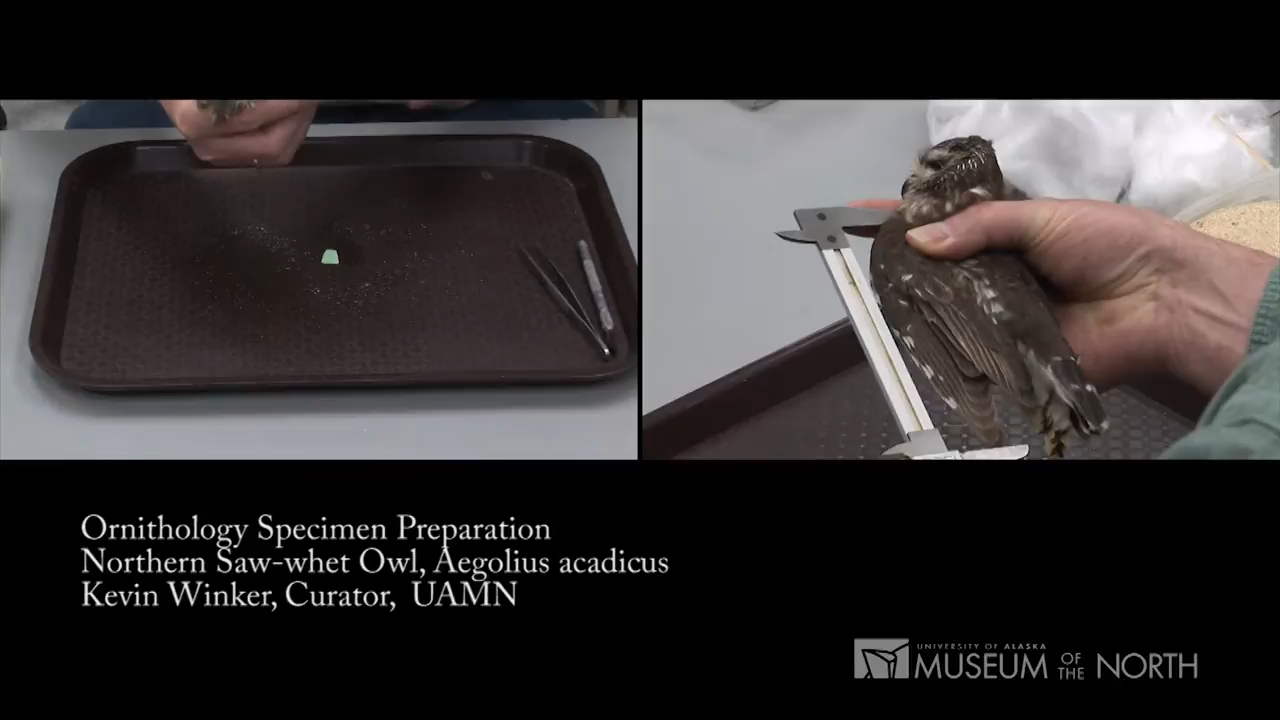 Ornithology Specimen Preparation
Northern Saw-whet Owl, Aegolius acadicus
Kevin Winker, Curator, UAMN
UNIVERSITY OF ALASKA
MUSEUM OF THE NORTH